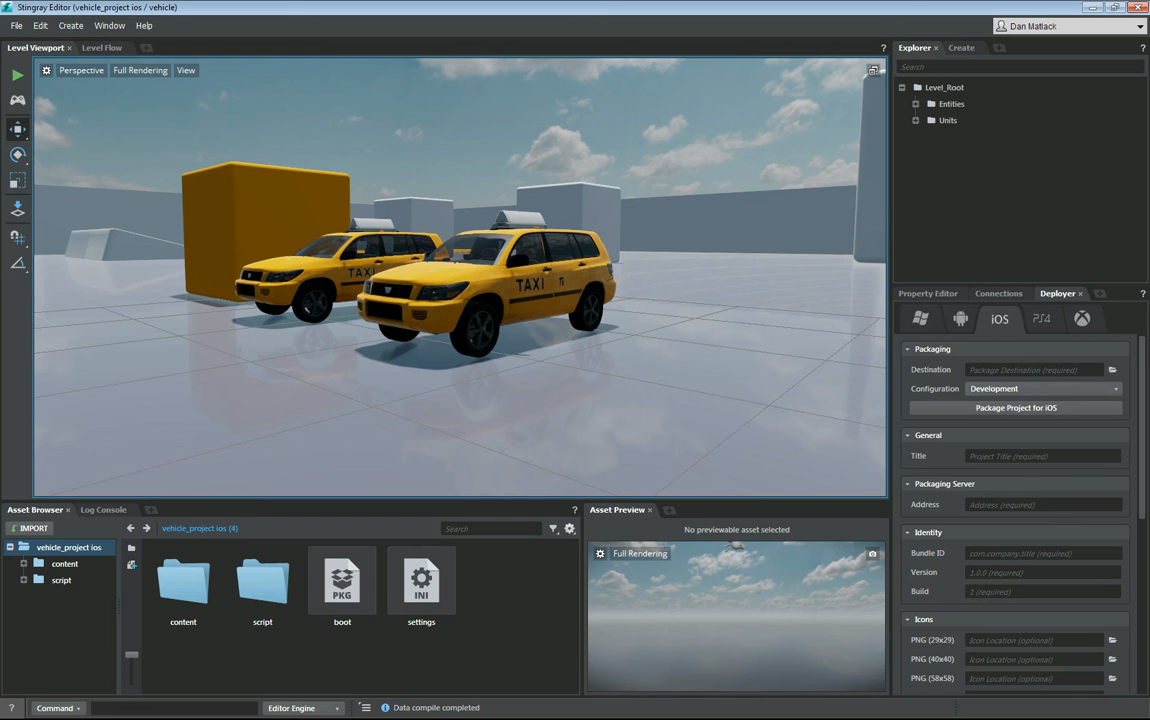 Stingray Editor (vehicle_project ios / vehicle)
File Edit Create Window Help
Dan Matlack
Level Viewport Level Flow
?
Perspective Full Rendering View
TAXI
TAXI
Explorer Create
?
Search
Level_Root
Entities
Units
Property Editor Connections Deployer
?
iOS PS4
Packaging
Destination Package Destination (required)
Configuration Development
Package Project for iOS
General
Title Project Title (required)
Packaging Server
Address Address (required)
Identity
Bundle ID com.company.title (required)
Version 1.0.0 (required)
Build 1 (required)
Icons
PNG (29x29) Icon Location (optional)
PNG (40x40) Icon Location (optional)
PNG (58x58) Icon Location (optional)
Asset Browser Log Console
?
IMPORT
vehicle_project ios (4)
Search
vehicle_project ios
content
script
PKG
INI
content script boot settings
Asset Preview
No previewable asset selected
Full Rendering
? Command Editor Engine Data compile completed